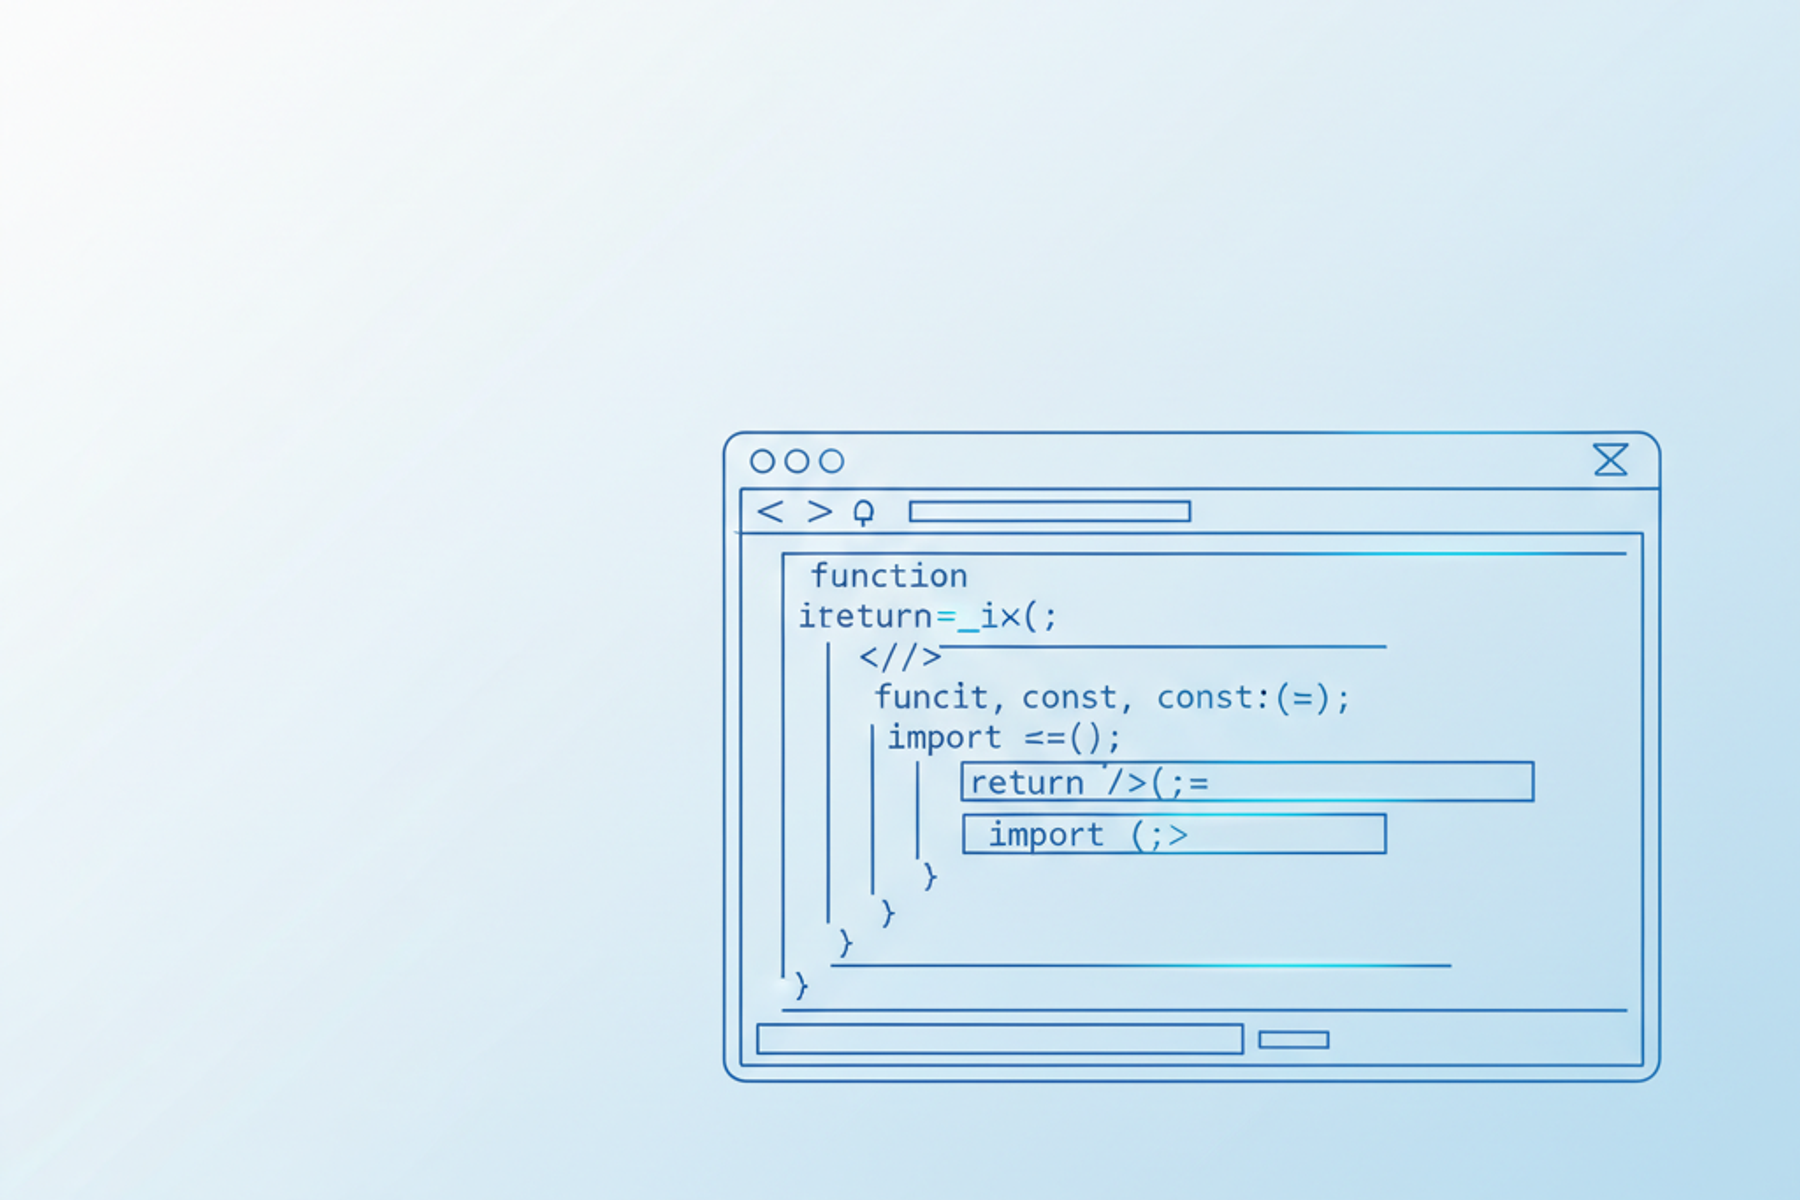 < >
function
iteturn=_ix(;
<//>
funcit, const, const:(=);
import <=();
return />(;=
import (;>
}
}
}
}